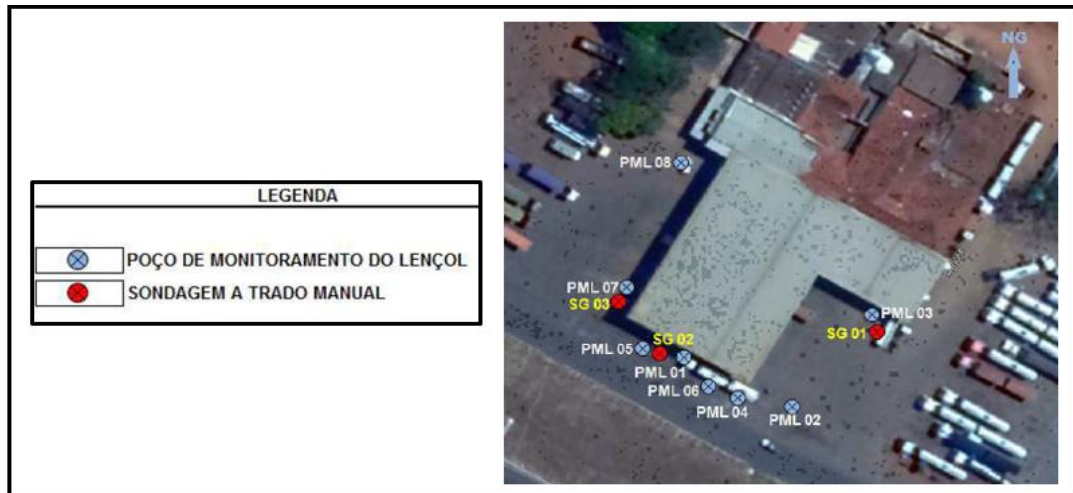 LEGENDA
POÇO DE MONITORAMENTO DO LENÇOL
SONDAGEM A TRADO MANUAL
NG
PML 08
PML 07
SG 03
PML 03
SG 01
SG 02
PML 05
PML 01
PML 06
PML 04
PML 02